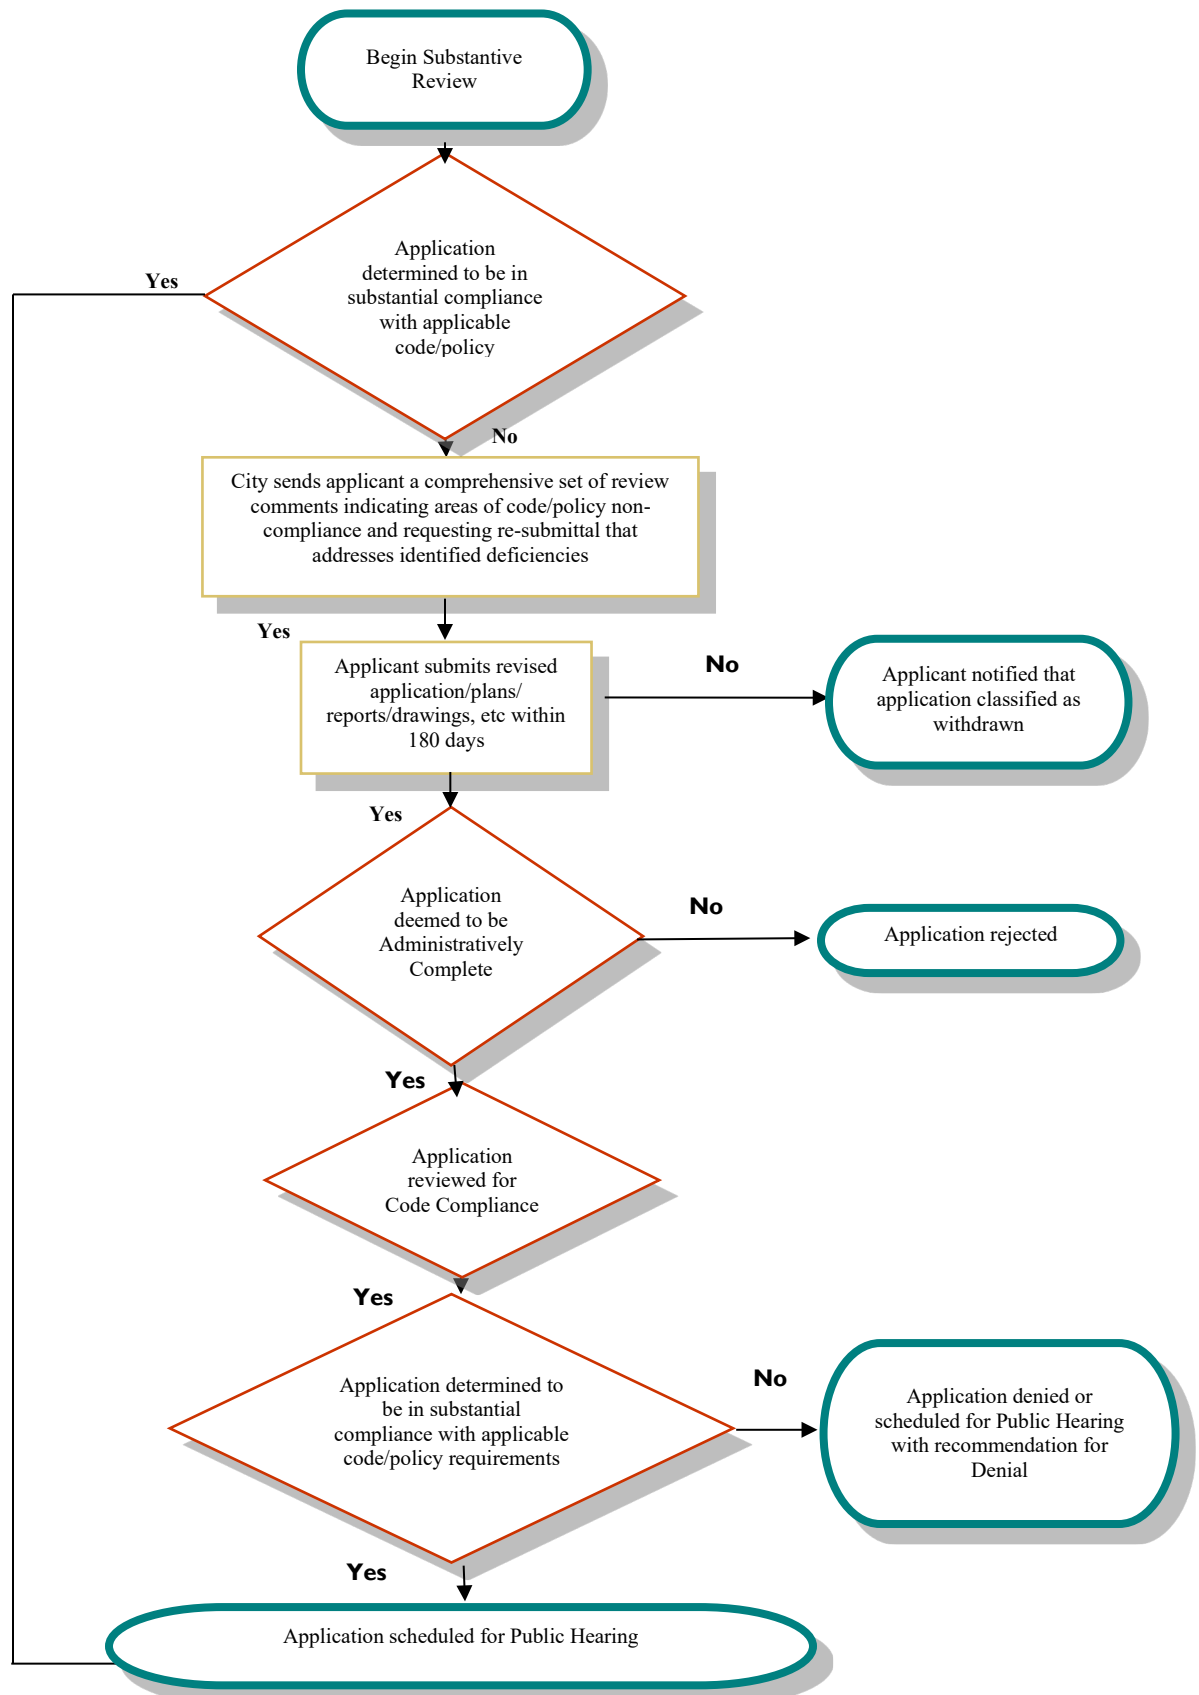 Begin Substantive
Review
Application
determined to be in
substantial compliance
with applicable
code/policy
Yes
No
City sends applicant a comprehensive set of review
comments indicating areas of code/policy non-
compliance and requesting re-submittal that
addresses identified deficiencies
Yes
Applicant submits revised
application/plans/
reports/drawings, etc within
180 days
No
Applicant notified that
application classified as
withdrawn
Yes
Application
deemed to be
Administratively
Complete
No
Application rejected
Yes
Application
reviewed for
Code Compliance
Yes
Application determined to
be in substantial
compliance with applicable
code/policy requirements
No
Application denied or
scheduled for Public Hearing
with recommendation for
Denial
Yes
Application scheduled for Public Hearing